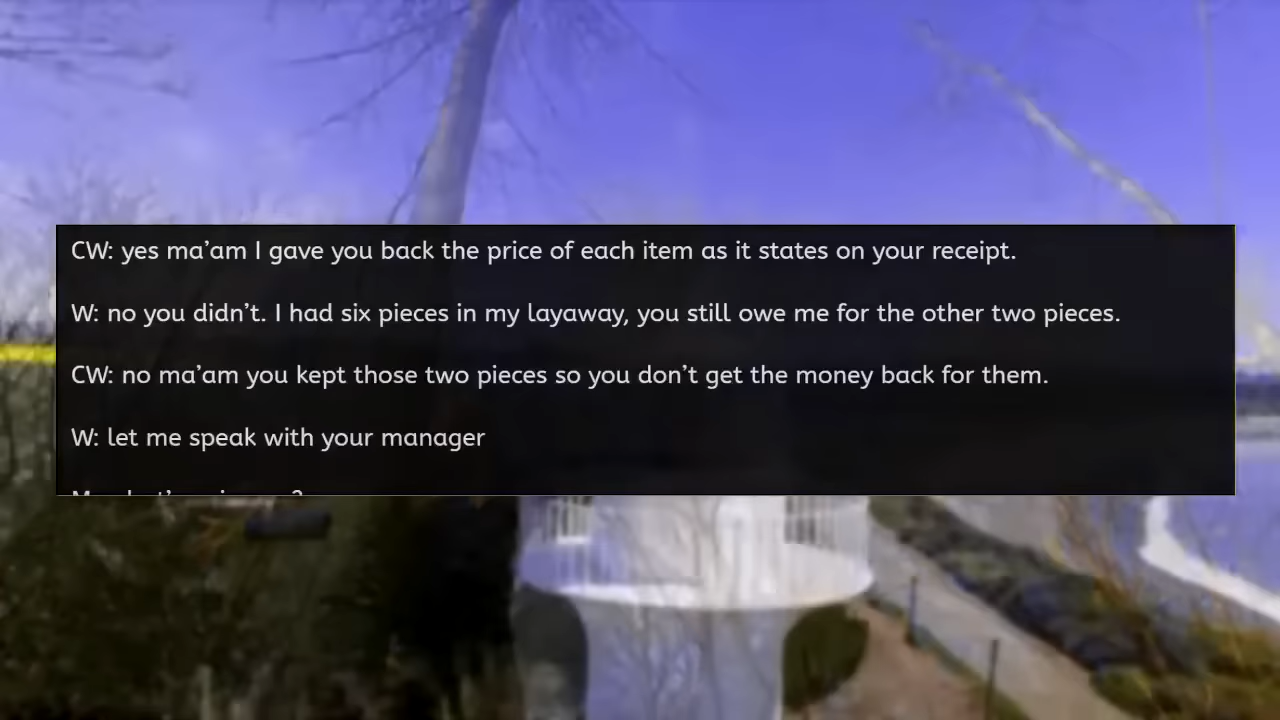 CW: yes ma’am I gave you back the price of each item as it states on your receipt.
W: no you didn’t. I had six pieces in my layaway, you still owe me for the other two pieces.
CW: no ma’am you kept those two pieces so you don’t get the money back for them.
W: let me speak with your manager